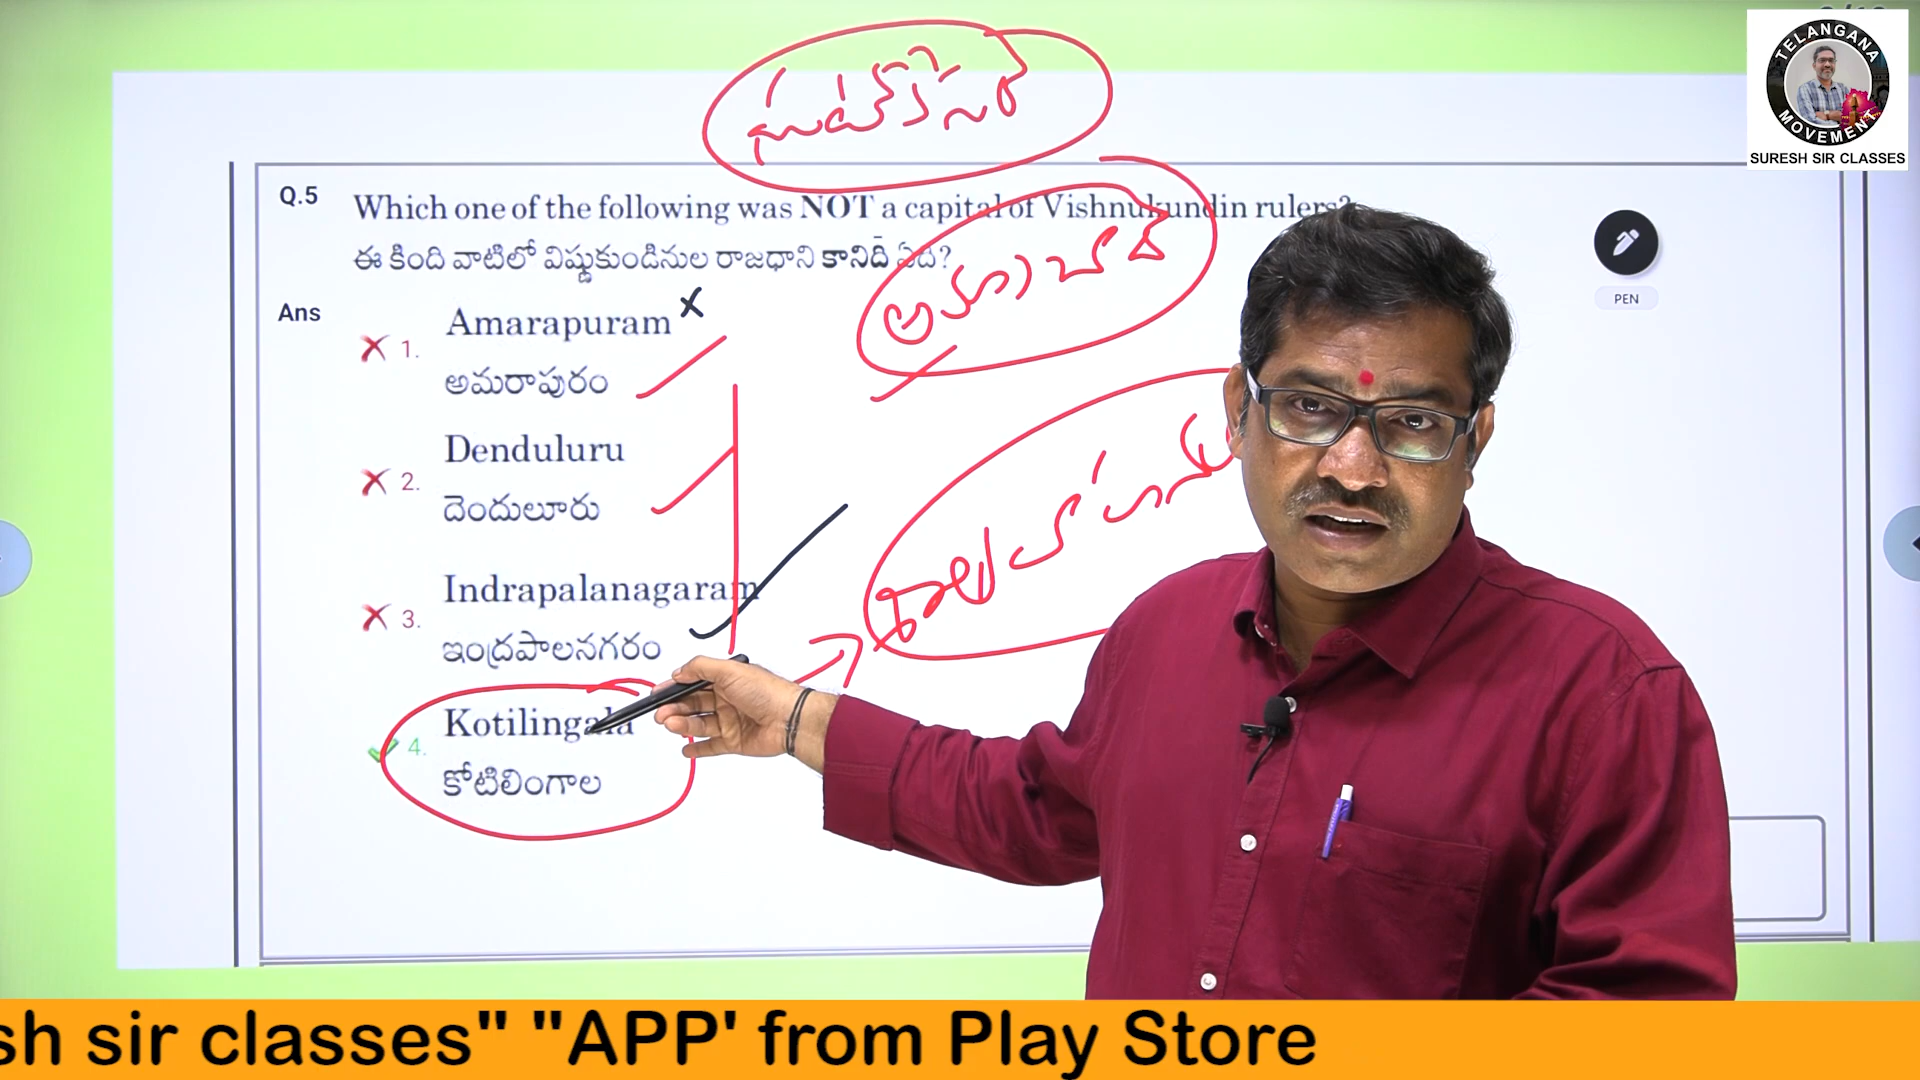 TELANGANA
MOVEMENT
SURESH SIR CLASSES
ఘట్‌కేసర్
Q.5
Which one of the following was NOT a capital of Vishnukundin rulers?
ఈ కింది వాటిలో విష్ణుకుండినుల రాజధాని కానిది ఏది?
PEN
Ans
X 1. Amarapuram X
అమరాపురం
X 2. Denduluru
దెందులూరు
X 3. Indrapalanagaram
ఇంద్రపాలనగరం
4. Kotilingala
కోటిలింగాల
sh sir classes" "APP' from Play Store